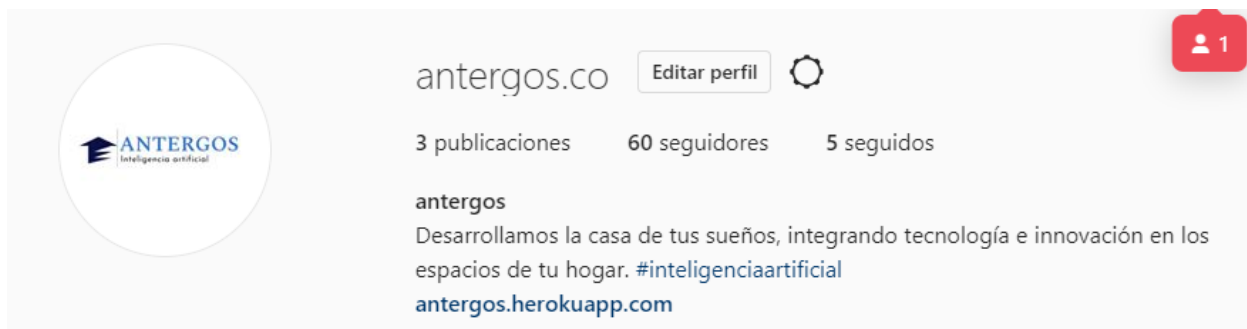 ANTERGOS
Inteligencia artificial
antergos.co Editar perfil
1
3 publicaciones 60 seguidores 5 seguidos
antergos
Desarrollamos la casa de tus sueños, integrando tecnología e innovación en los
espacios de tu hogar. #inteligenciaartificial
antergos.herokuapp.com